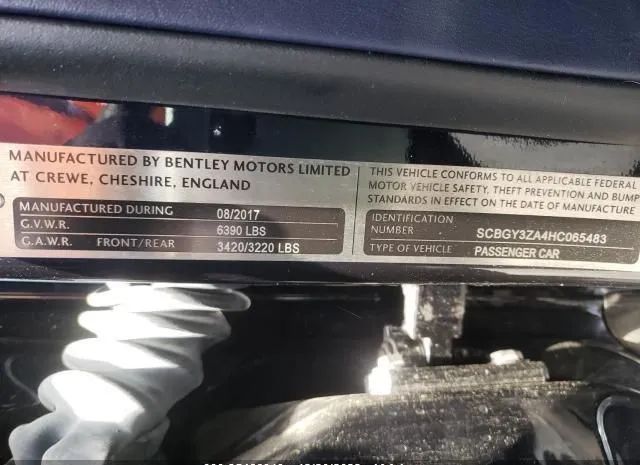 MANUFACTURED BY BENTLEY MOTORS LIMITED
AT CREWE, CHESHIRE, ENGLAND
MANUFACTURED DURING 08/2017
G.V.W.R. 6390 LBS
G.A.W.R. FRONT/REAR 3420/3220 LBS
THIS VEHICLE CONFORMS TO ALL APPLICABLE FEDERAL
MOTOR VEHICLE SAFETY, THEFT PREVENTION AND BUMP
STANDARDS IN EFFECT ON THE DATE OF MANUFACTURE
IDENTIFICATION
NUMBER SCBGY3ZA4HC065483
TYPE OF VEHICLE PASSENGER CAR